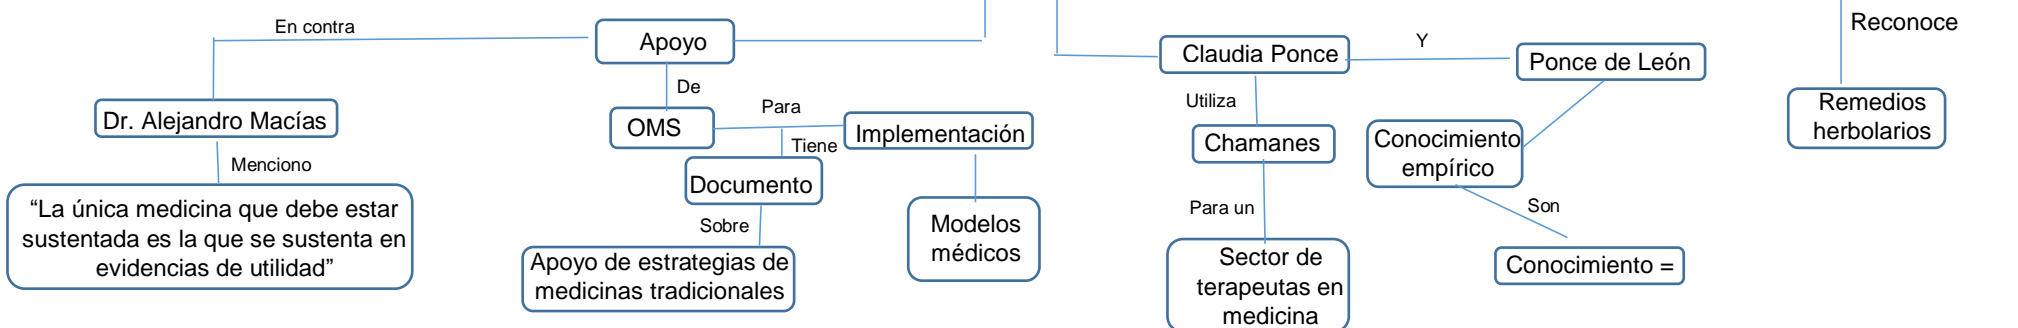 En contra
Apoyo
De
Dr. Alejandro Macías
Menciono
“La única medicina que debe estar
sustentada es la que se sustenta en
evidencias de utilidad”
OMS
Para
Tiene
Implementación
Documento
Sobre
Apoyo de estrategias de
medicinas tradicionales
Modelos
médicos
Claudia Ponce
Y
Ponce de León
Utiliza
Chamanes
Para un
Sector de
terapeutas en
medicina
Conocimiento
empírico
Son
Conocimiento =
Reconoce
Remedios
herbolarios